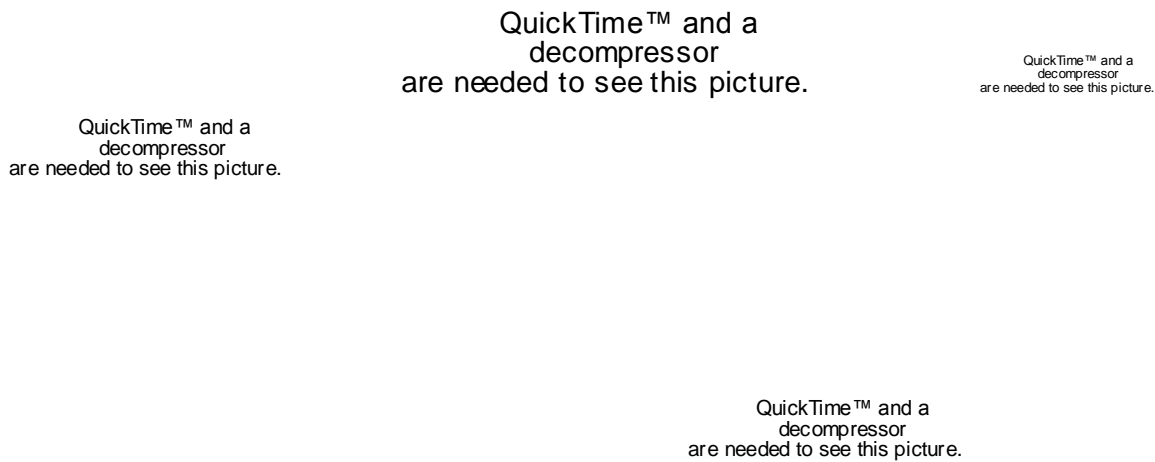 QuickTime™ and a
decompressor
are needed to see this picture.
QuickTime™ and a
decompressor
are needed to see this picture.
QuickTime™ and a
decompressor
are needed to see this picture.
QuickTime™ and a
decompressor
are needed to see this picture.